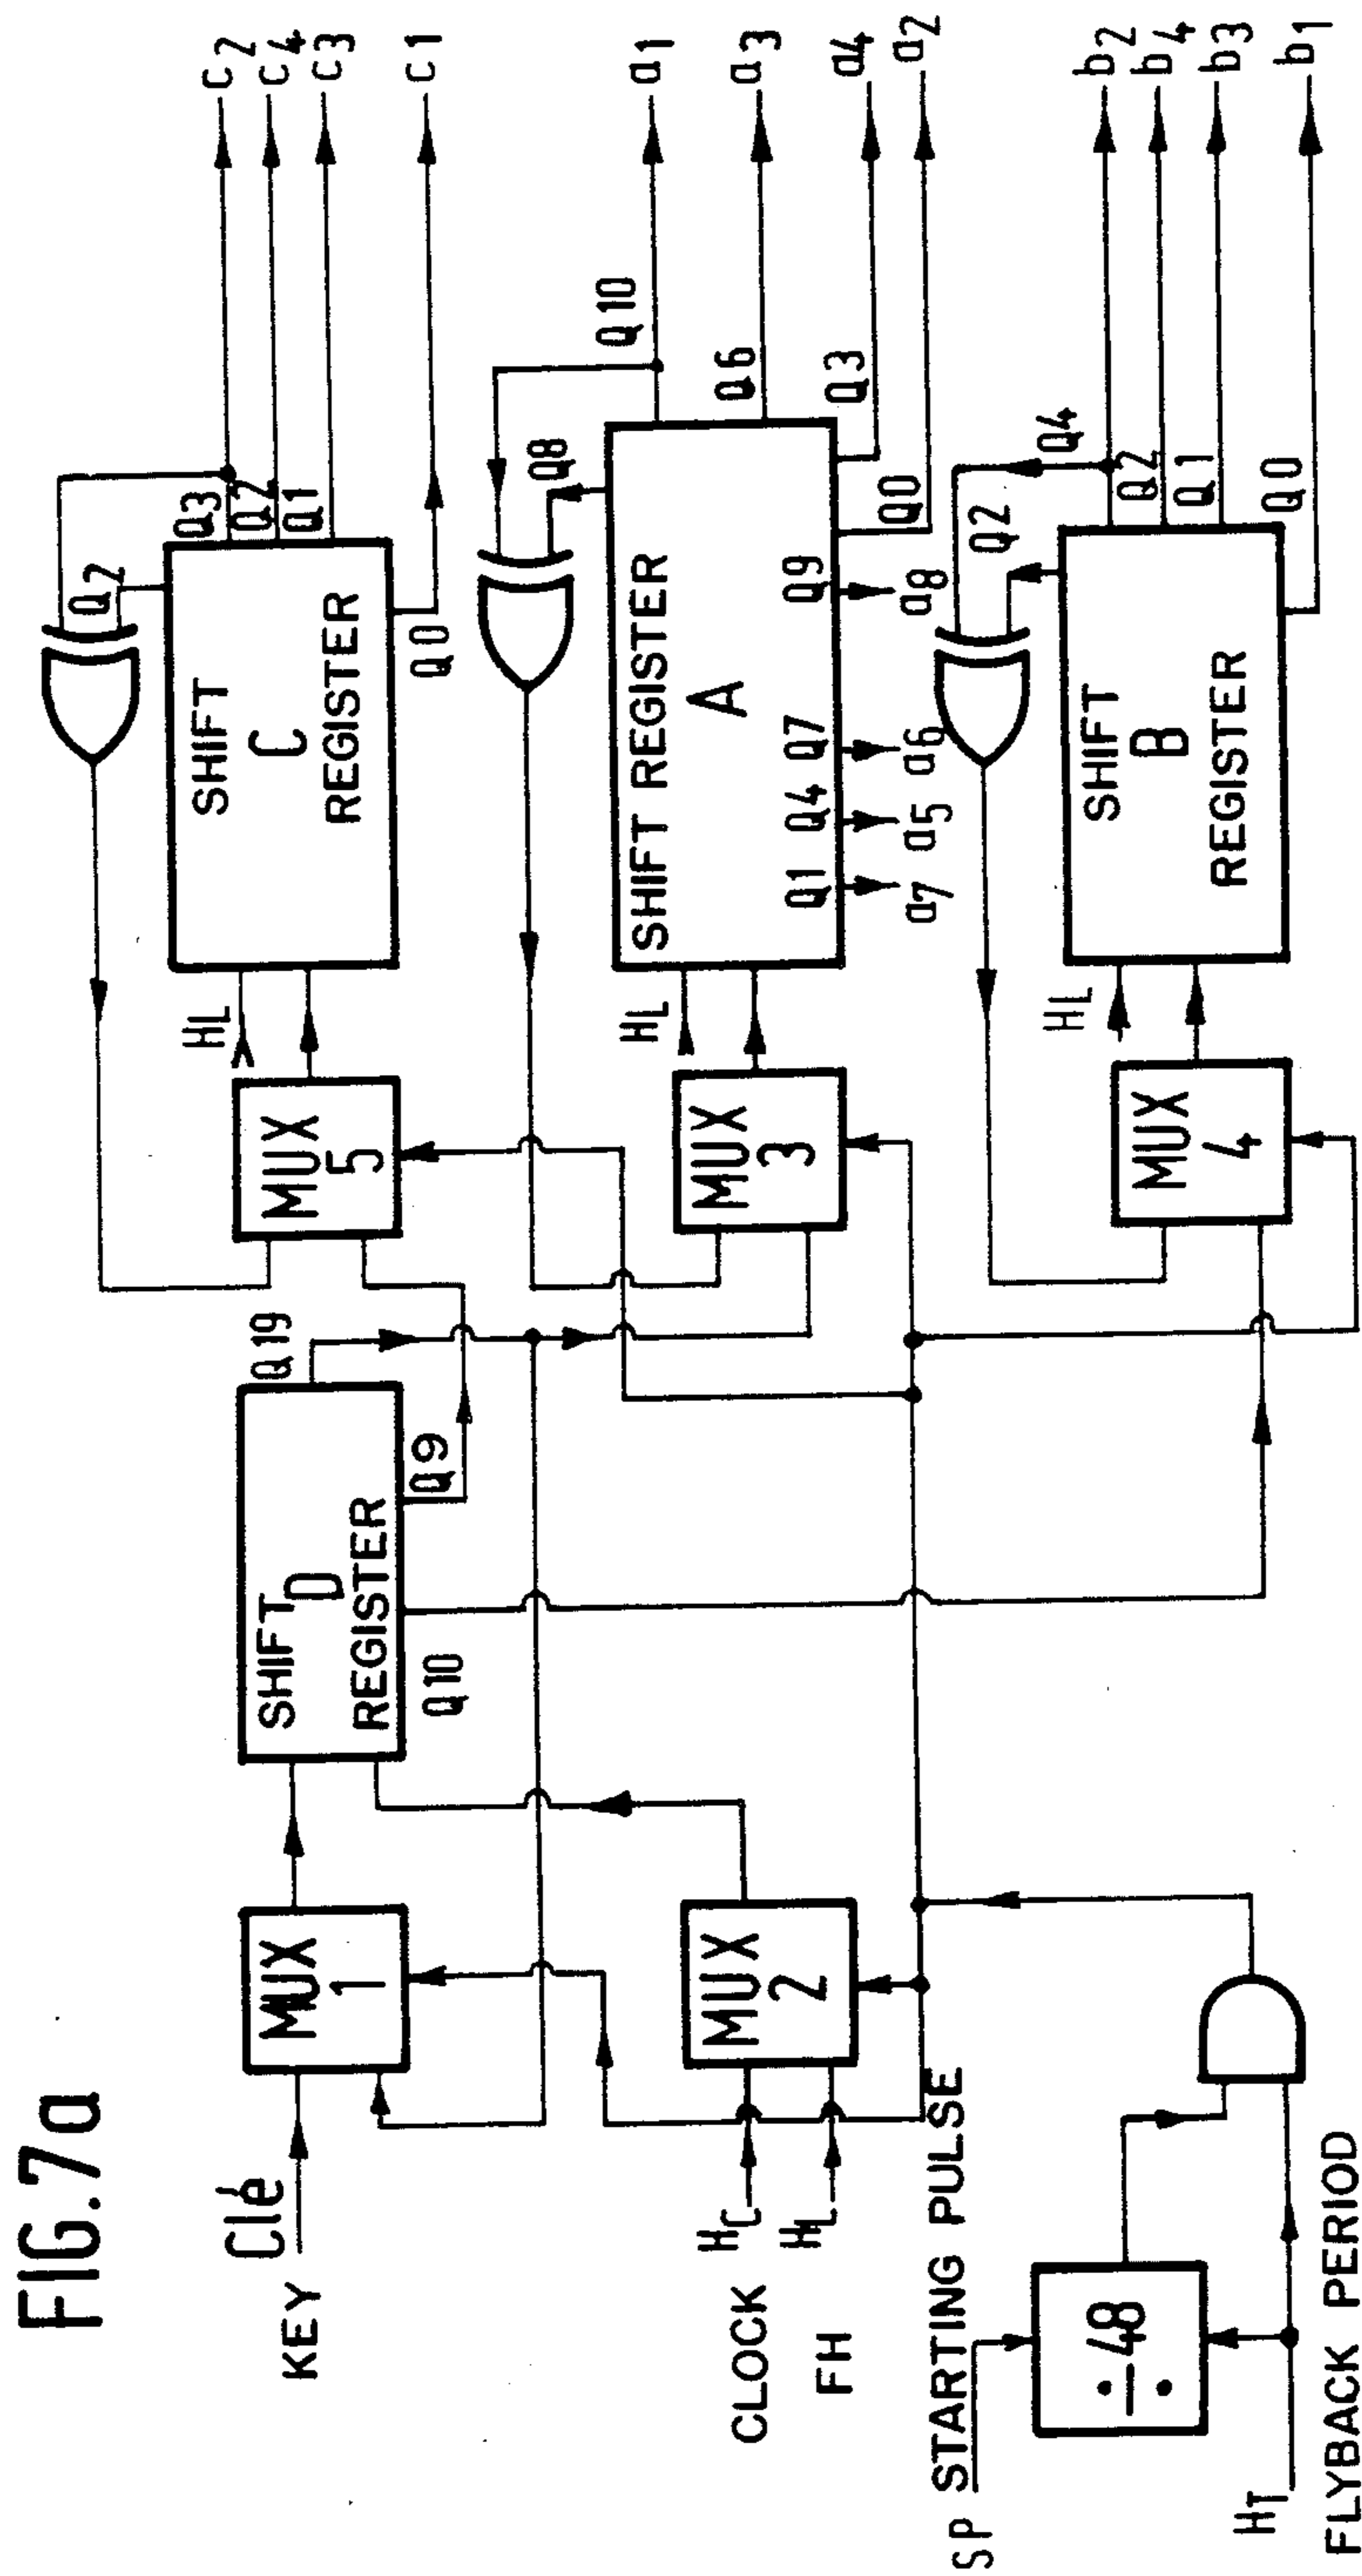 FIG.7a
KEY
Clé
MUX
1
SHIFT
D
REGISTER
Q10
Q9
Q19
CLOCK
HC
FH
HL
MUX
2
SP STARTING PULSE
÷48
HT
FLYBACK PERIOD
MUX
5
HL
SHIFT
C
REGISTER
Q2
Q3
Q2
Q1
Q0
c2
c4
c3
c1
MUX
3
HL
SHIFT REGISTER
A
Q8
Q10
Q6
Q3
Q0
Q1
Q4
Q7
Q9
a7
a5
a6
a8
a1
a3
a4
a2
MUX
4
HL
SHIFT
B
REGISTER
Q2
Q4
Q2
Q1
Q0
b2
b4
b3
b1